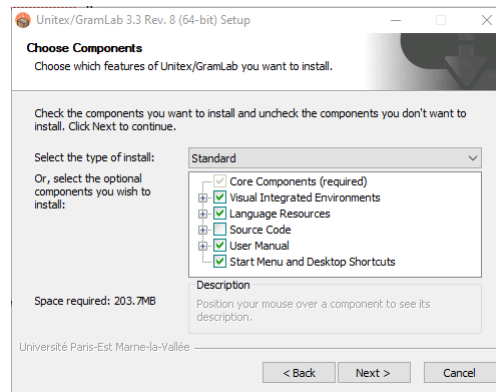 Unitex/GramLab 3.3 Rev. 8 (64-bit) Setup
Choose Components
Choose which features of Unitex/GramLab you want to install.
Check the components you want to install and uncheck the components you don't want to
install. Click Next to continue.
Select the type of install:
Standard
Or, select the optional
components you wish to
install:
Core Components (required)
Visual Integrated Environments
Language Resources
Source Code
User Manual
Start Menu and Desktop Shortcuts
Space required: 203.7MB
Description
Position your mouse over a component to see its
description.
Université Paris-Est Marne-la-Vallée
< Back
Next >
Cancel